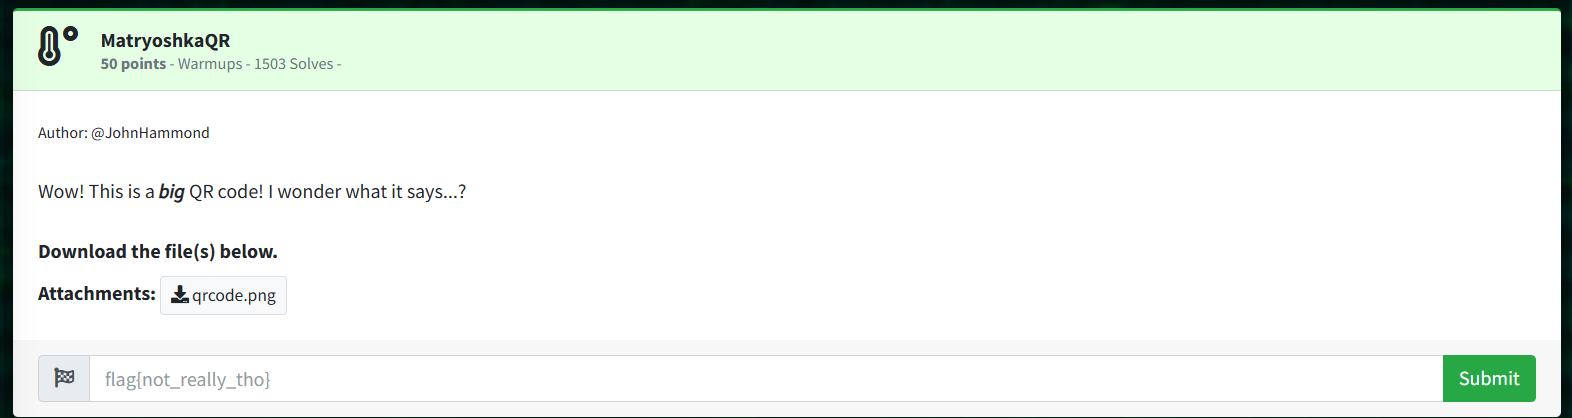 MatryoshkaQR
50 points - Warmups - 1503 Solves -
Author: @JohnHammond
Wow! This is a big QR code! I wonder what it says...?
Download the file(s) below.
Attachments: qrcode.png
flag{not_really_tho}
Submit